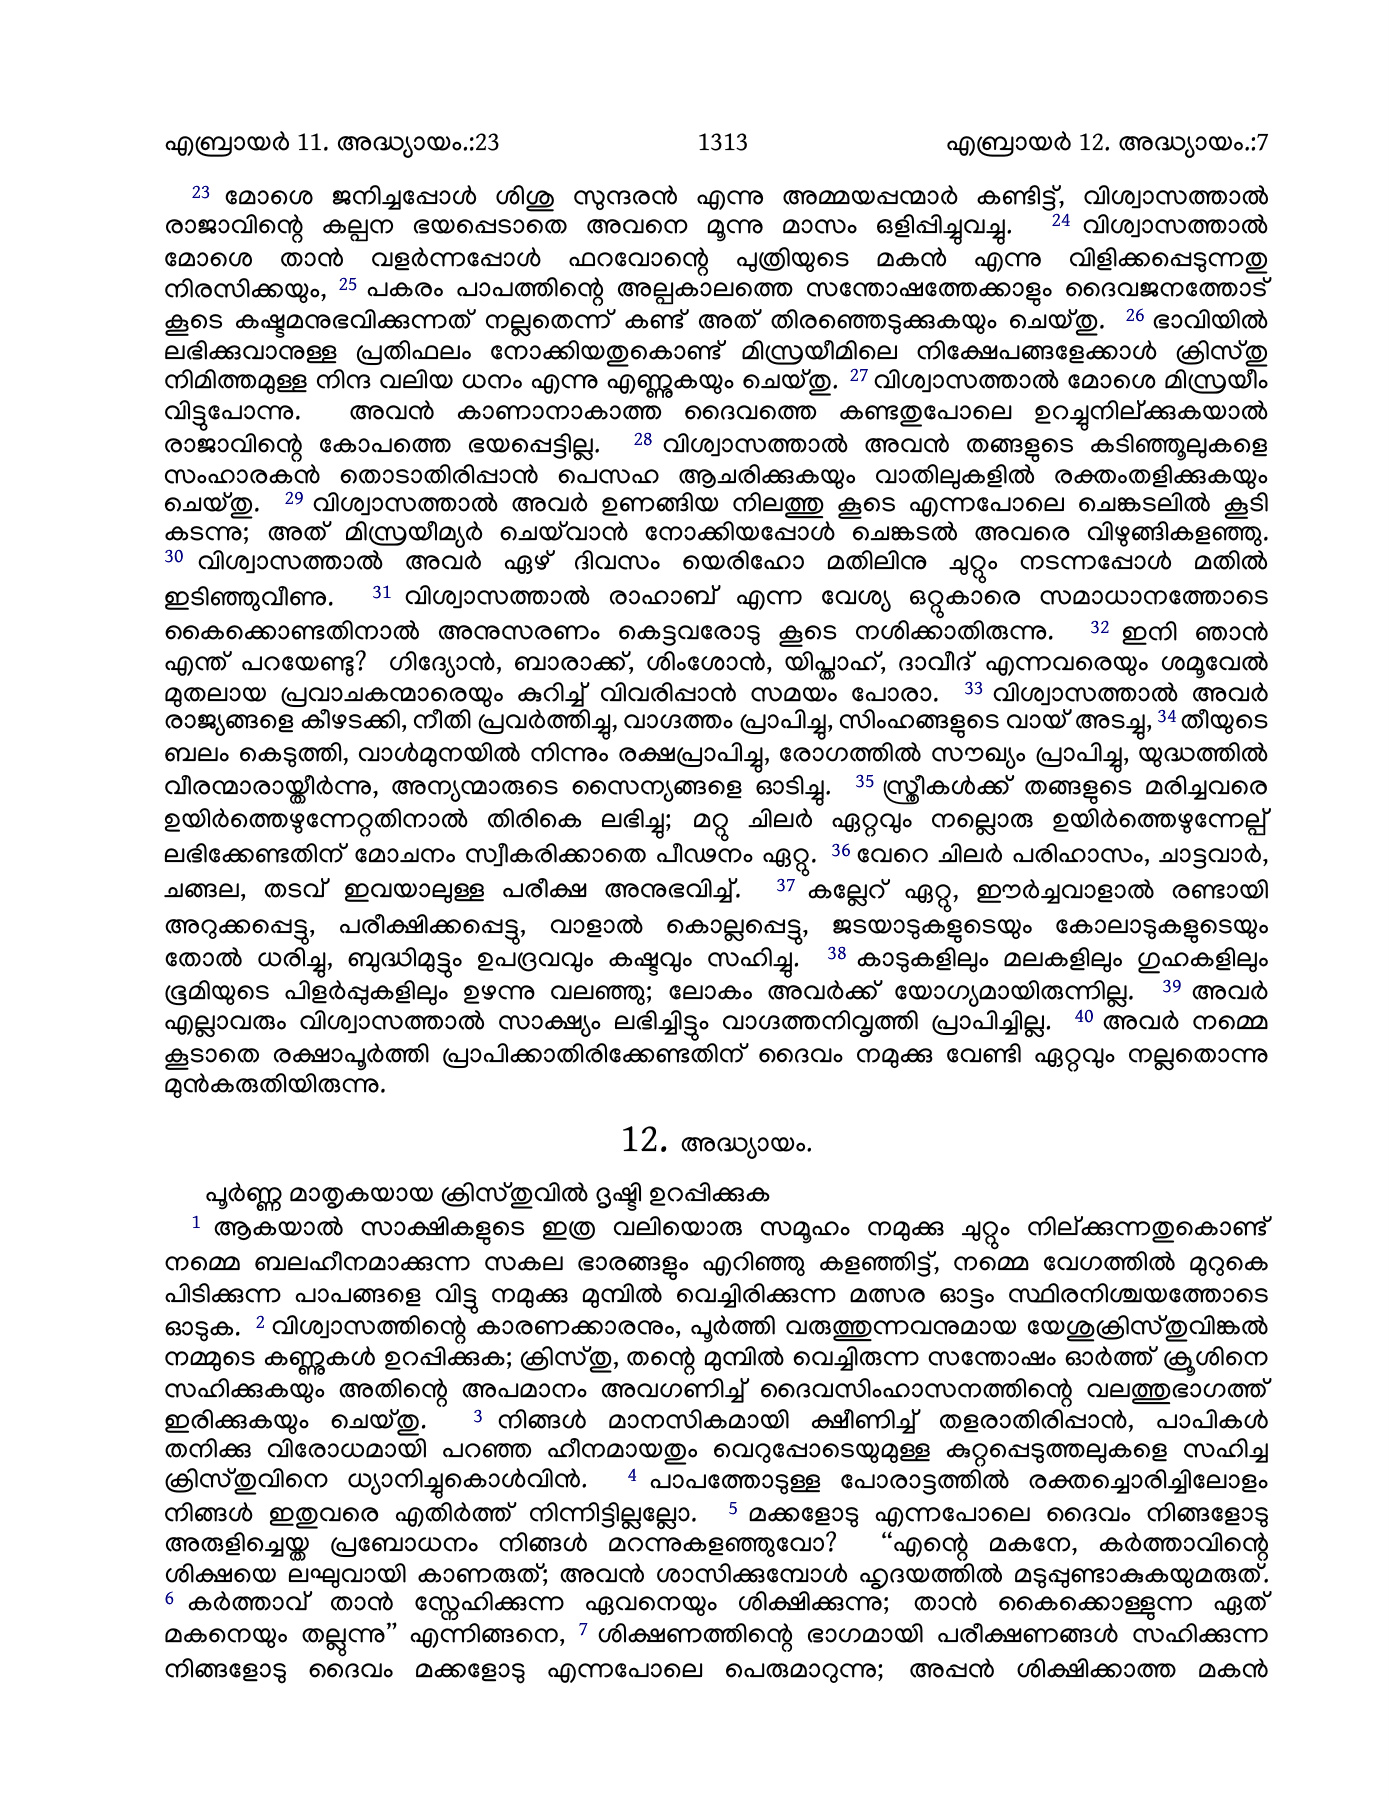 എബ്രായർ 11. അദ്ധ്യായം.:23 1313 എബ്രായർ 12. അദ്ധ്യായം.:7
23 മോശെ ജനിച്ചപ്പോൾ ശിശു സുന്ദരൻ എന്നു അമ്മയപ്പന്മാർ കണ്ടിട്ട്, വിശ്വാസത്താൽ
രാജാവിന്റെ കല്പന ഭയപ്പെടാതെ അവനെ മൂന്നു മാസം ഒളിപ്പിച്ചുവച്ചു. 24 വിശ്വാസത്താൽ
മോശെ താൻ വളർന്നപ്പോൾ ഫറവോന്റെ പുത്രിയുടെ മകൻ എന്നു വിളിക്കപ്പെടുന്നതു
നിരസിക്കയും, 25 പകരം പാപത്തിന്റെ അല്പകാലത്തെ സന്തോഷത്തേക്കാളും ദൈവജനത്തോട്
കൂടെ കഷ്ടമനുഭവിക്കുന്നത് നല്ലതെന്ന് കണ്ട് അത് തിരഞ്ഞെടുക്കുകയും ചെയ്തു. 26 ഭാവിയിൽ
ലഭിക്കുവാനുള്ള പ്രതിഫലം നോക്കിയതുകൊണ്ട് മിസ്രയീമിലെ നിക്ഷേപങ്ങളേക്കാൾ ക്രിസ്തു
നിമിത്തമുള്ള നിന്ദ വലിയ ധനം എന്നു എണ്ണുകയും ചെയ്തു. 27 വിശ്വാസത്താൽ മോശെ മിസ്രയീം
വിട്ടുപോന്നു. അവൻ കാണാനാകാത്ത ദൈവത്തെ കണ്ടതുപോലെ ഉറച്ചുനില്ക്കുകയാൽ
രാജാവിന്റെ കോപത്തെ ഭയപ്പെട്ടില്ല. 28 വിശ്വാസത്താൽ അവൻ തങ്ങളുടെ കടിഞ്ഞൂലുകളെ
സംഹാരകൻ തൊടാതിരിപ്പാൻ പെസഹ ആചരിക്കുകയും വാതിലുകളിൽ രക്തംതളിക്കുകയും
ചെയ്തു. 29 വിശ്വാസത്താൽ അവർ ഉണങ്ങിയ നിലത്തു കൂടെ എന്നപോലെ ചെങ്കടലിൽ കൂടി
കടന്നു; അത് മിസ്രയീമ്യർ ചെയ്‌വാൻ നോക്കിയപ്പോൾ ചെങ്കടൽ അവരെ വിഴുങ്ങികളഞ്ഞു.
30 വിശ്വാസത്താൽ അവർ ഏഴ് ദിവസം യെരിഹോ മതിലിനു ചുറ്റും നടന്നപ്പോൾ മതിൽ
ഇടിഞ്ഞുവീണു. 31 വിശ്വാസത്താൽ രാഹാബ് എന്ന വേശ്യ ഒറ്റുകാരെ സമാധാനത്തോടെ
കൈക്കൊണ്ടതിനാൽ അനുസരണം കെട്ടവരോടു കൂടെ നശിക്കാതിരുന്നു. 32 ഇനി ഞാൻ
എന്ത് പറയേണ്ടു? ഗിദ്യോൻ, ബാരാക്ക്, ശിംശോൻ, യിപ്താഹ്, ദാവീദ് എന്നവരെയും ശമൂവേൽ
മുതലായ പ്രവാചകന്മാരെയും കുറിച്ച് വിവരിപ്പാൻ സമയം പോരാ. 33 വിശ്വാസത്താൽ അവർ
രാജ്യങ്ങളെ കീഴടക്കി, നീതി പ്രവർത്തിച്ചു, വാഗ്ദത്തം പ്രാപിച്ചു, സിംഹങ്ങളുടെ വായ് അടച്ചു, 34 തീയുടെ
ബലം കെടുത്തി, വാൾമുനയിൽ നിന്നും രക്ഷപ്രാപിച്ചു, രോഗത്തിൽ സൗഖ്യം പ്രാപിച്ചു, യുദ്ധത്തിൽ
വീരന്മാരായ്തീർന്നു, അന്യന്മാരുടെ സൈന്യങ്ങളെ ഓടിച്ചു. 35 സ്ത്രീകൾക്ക് തങ്ങളുടെ മരിച്ചവരെ
ഉയിർത്തെഴുന്നേറ്റതിനാൽ തിരികെ ലഭിച്ചു; മറ്റു ചിലർ ഏറ്റവും നല്ലൊരു ഉയിർത്തെഴുന്നേല്പ്
ലഭിക്കേണ്ടതിന് മോചനം സ്വീകരിക്കാതെ പീഢനം ഏറ്റു. 36 വേറെ ചിലർ പരിഹാസം, ചാട്ടവാർ,
ചങ്ങല, തടവ് ഇവയാലുള്ള പരീക്ഷ അനുഭവിച്ച്. 37 കല്ലേറ് ഏറ്റു, ഈർച്ചവാളാൽ രണ്ടായി
അറുക്കപ്പെട്ടു, പരീക്ഷിക്കപ്പെട്ടു, വാളാൽ കൊല്ലപ്പെട്ടു, ജടയാടുകളുടെയും കോലാടുകളുടെയും
തോൽ ധരിച്ചു, ബുദ്ധിമുട്ടും ഉപദ്രവവും കഷ്ടവും സഹിച്ചു. 38 കാടുകളിലും മലകളിലും ഗുഹകളിലും
ഭൂമിയുടെ പിളർപ്പുകളിലും ഉഴന്നു വലഞ്ഞു; ലോകം അവർക്ക് യോഗ്യമായിരുന്നില്ല. 39 അവർ
എല്ലാവരും വിശ്വാസത്താൽ സാക്ഷ്യം ലഭിച്ചിട്ടും വാഗ്ദത്തനിവൃത്തി പ്രാപിച്ചില്ല. 40 അവർ നമ്മെ
കൂടാതെ രക്ഷാപൂർത്തി പ്രാപിക്കാതിരിക്കേണ്ടതിന് ദൈവം നമുക്കു വേണ്ടി ഏറ്റവും നല്ലതൊന്നു
മുൻകരുതിയിരുന്നു.
12. അദ്ധ്യായം.
പൂർണ്ണ മാതൃകയായ ക്രിസ്തുവിൽ ദൃഷ്ടി ഉറപ്പിക്കുക
1 ആകയാൽ സാക്ഷികളുടെ ഇത്ര വലിയൊരു സമൂഹം നമുക്കു ചുറ്റും നില്ക്കുന്നതുകൊണ്ട്
നമ്മെ ബലഹീനമാക്കുന്ന സകല ഭാരങ്ങളും എറിഞ്ഞു കളഞ്ഞിട്ട്, നമ്മെ വേഗത്തിൽ മുറുകെ
പിടിക്കുന്ന പാപങ്ങളെ വിട്ടു നമുക്കു മുമ്പിൽ വെച്ചിരിക്കുന്ന മത്സര ഓട്ടം സ്ഥിരനിശ്ചയത്തോടെ
ഓടുക. 2 വിശ്വാസത്തിന്റെ കാരണക്കാരനും, പൂർത്തി വരുത്തുന്നവനുമായ യേശുക്രിസ്തുവിങ്കൽ
നമ്മുടെ കണ്ണുകൾ ഉറപ്പിക്കുക; ക്രിസ്തു, തന്റെ മുമ്പിൽ വെച്ചിരുന്ന സന്തോഷം ഓർത്ത് ക്രൂശിനെ
സഹിക്കുകയും അതിന്റെ അപമാനം അവഗണിച്ച് ദൈവസിംഹാസനത്തിന്റെ വലത്തുഭാഗത്ത്
ഇരിക്കുകയും ചെയ്തു. 3 നിങ്ങൾ മാനസികമായി ക്ഷീണിച്ച് തളരാതിരിപ്പാൻ, പാപികൾ
തനിക്കു വിരോധമായി പറഞ്ഞ ഹീനമായതും വെറുപ്പോടെയുമുള്ള കുറ്റപ്പെടുത്തലുകളെ സഹിച്ച
ക്രിസ്തുവിനെ ധ്യാനിച്ചുകൊൾവിൻ. 4 പാപത്തോടുള്ള പോരാട്ടത്തിൽ രക്തച്ചൊരിച്ചിലോളം
നിങ്ങൾ ഇതുവരെ എതിർത്ത് നിന്നിട്ടില്ലല്ലോ. 5 മക്കളോടു എന്നപോലെ ദൈവം നിങ്ങളോടു
അരുളിച്ചെയ്ത പ്രബോധനം നിങ്ങൾ മറന്നുകളഞ്ഞുവോ? “എന്റെ മകനേ, കർത്താവിന്റെ
ശിക്ഷയെ ലഘുവായി കാണരുത്; അവൻ ശാസിക്കുമ്പോൾ ഹൃദയത്തിൽ മടുപ്പുണ്ടാകുകയുമരുത്.
6 കർത്താവ് താൻ സ്നേഹിക്കുന്ന ഏവനെയും ശിക്ഷിക്കുന്നു; താൻ കൈക്കൊള്ളുന്ന ഏത്
മകനെയും തല്ലുന്നു” എന്നിങ്ങനെ, 7 ശിക്ഷണത്തിന്റെ ഭാഗമായി പരീക്ഷണങ്ങൾ സഹിക്കുന്ന
നിങ്ങളോടു ദൈവം മക്കളോടു എന്നപോലെ പെരുമാറുന്നു; അപ്പൻ ശിക്ഷിക്കാത്ത മകൻ